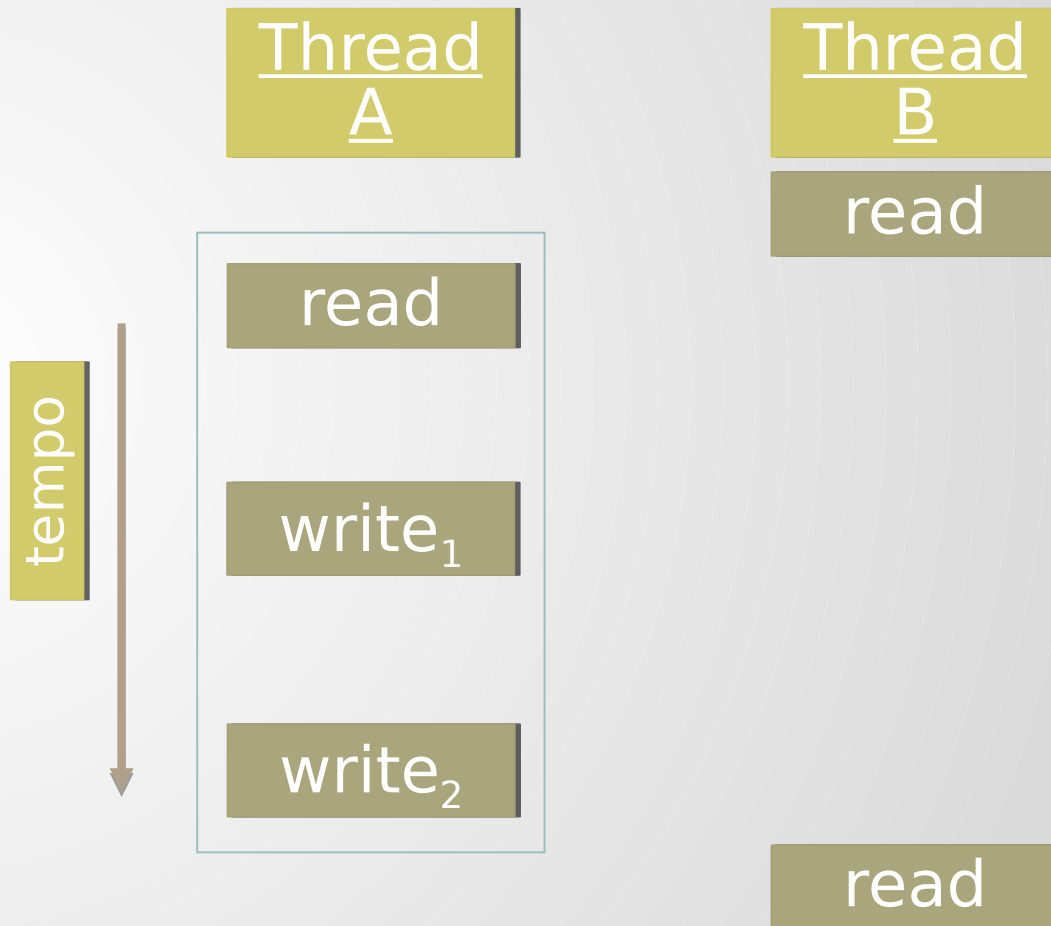 Thread
A
Thread
B
read
read
tempo
write₁
write₂
read